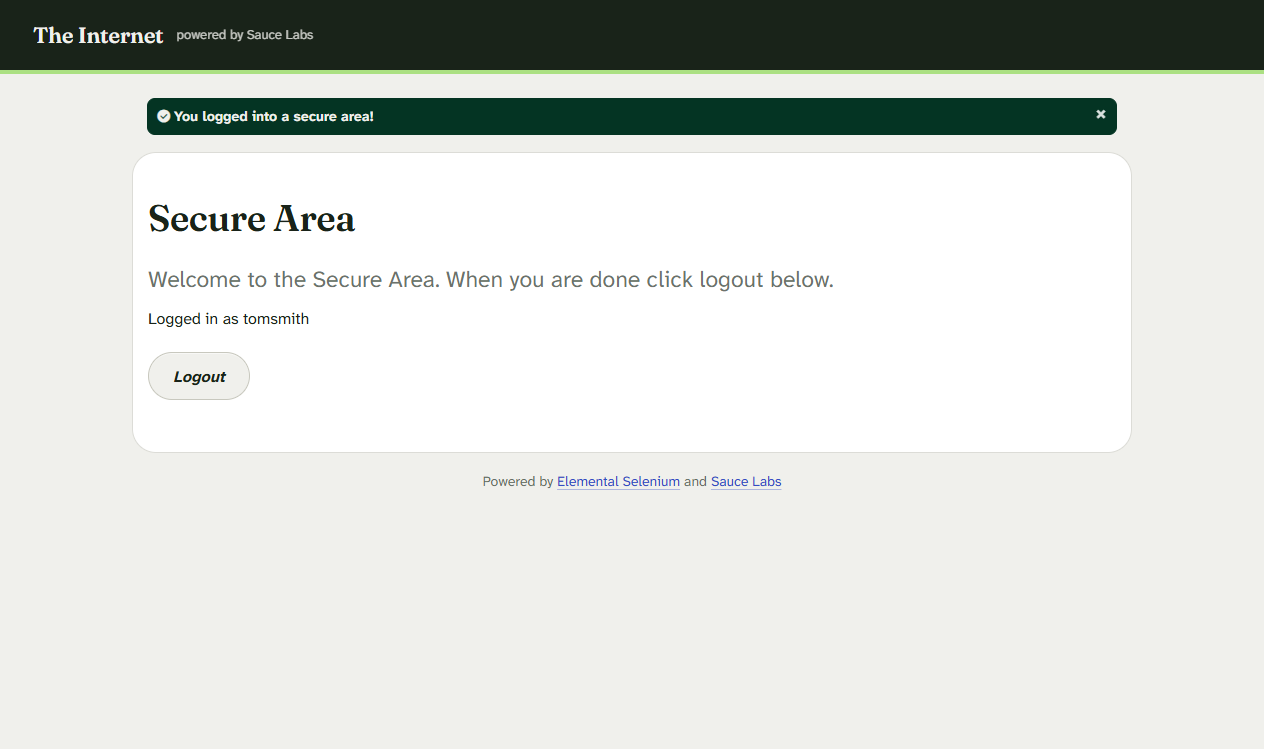 The Internet powered by Sauce Labs
You logged into a secure area!
Secure Area
Welcome to the Secure Area. When you are done click logout below.
Logged in as tomsmith
Logout
Powered by Elemental Selenium and Sauce Labs